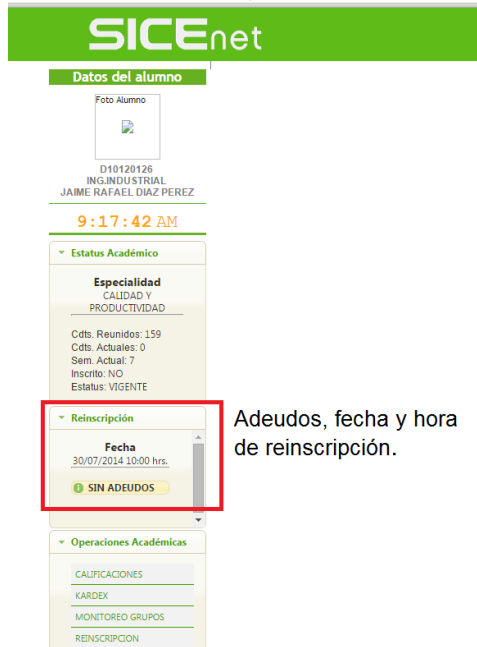 SICEnet
Datos del alumno
Foto Alumno
D10120126
ING.INDUSTRIAL
JAIME RAFAEL DIAZ PEREZ
9:17:42 AM
Estatus Académico
Especialidad
CALIDAD Y
PRODUCTIVIDAD
Cdts. Reunidos: 159
Cdts. Actuales: 0
Sem. Actual: 7
Inscrito: NO
Estatus: VIGENTE
Reinscripción
Fecha
30/07/2014 10:00 hrs.
SIN ADEUDOS
Adeudos, fecha y hora
de reinscripción.
Operaciones Académicas
CALIFICACIONES
KARDEX
MONITOREO GRUPOS
REINSCRIPCION